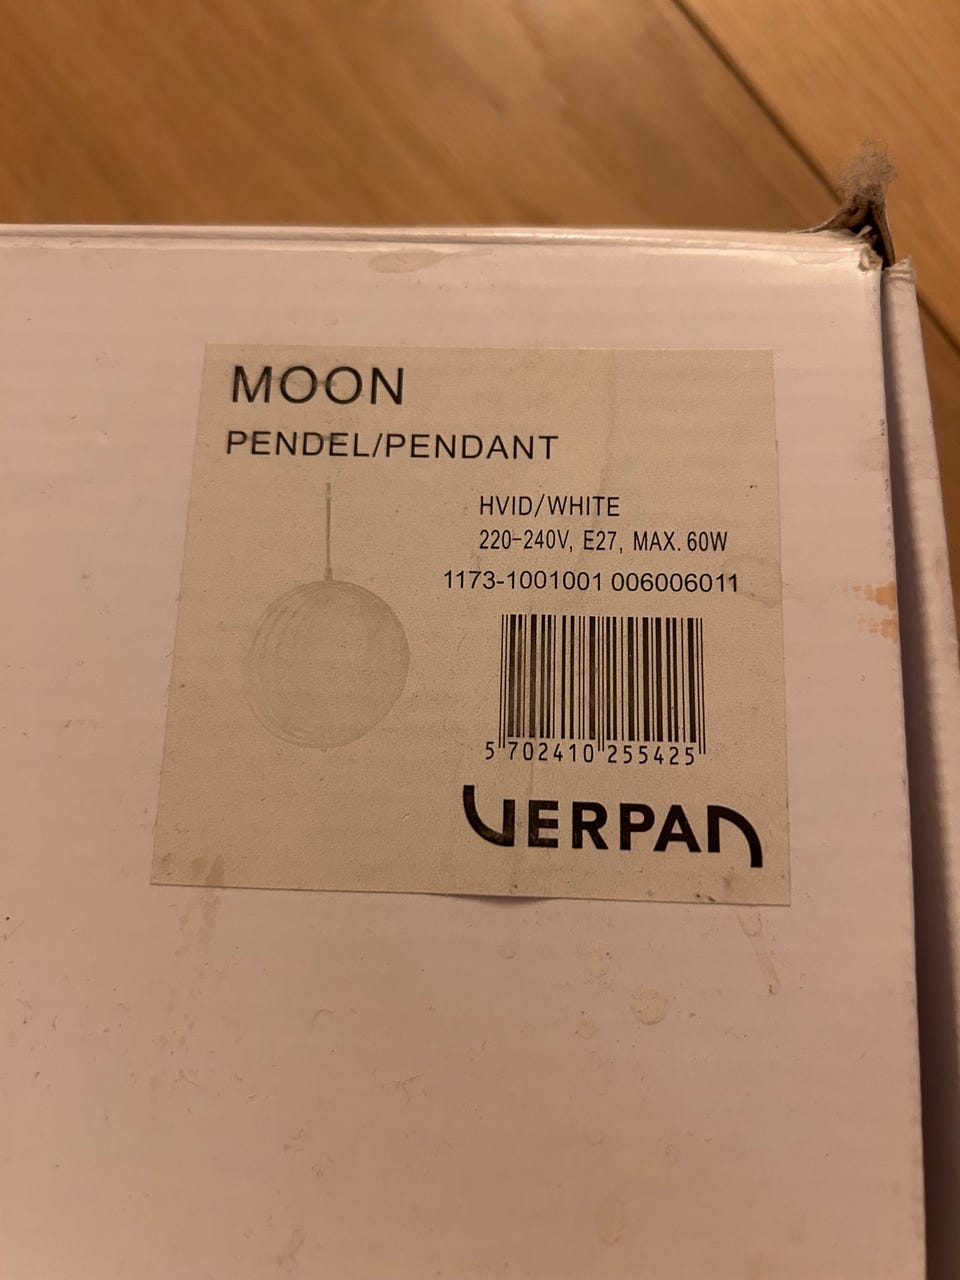 MOON
PENDEL/PENDANT
HVID/WHITE
220-240V, E27, MAX. 60W
1173-1001001 006006011
5 702410 255425
VERPAN